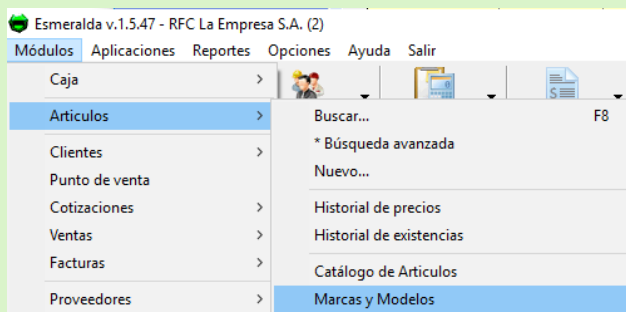 Esmeralda v.1.5.47 - RFC La Empresa S.A. (2)
Módulos Aplicaciones Reportes Opciones Ayuda Salir
Caja
Articulos
Clientes
Punto de venta
Cotizaciones
Ventas
Facturas
Proveedores
Buscar... F8
* Búsqueda avanzada
Nuevo...
Historial de precios
Historial de existencias
Catálogo de Articulos
Marcas y Modelos